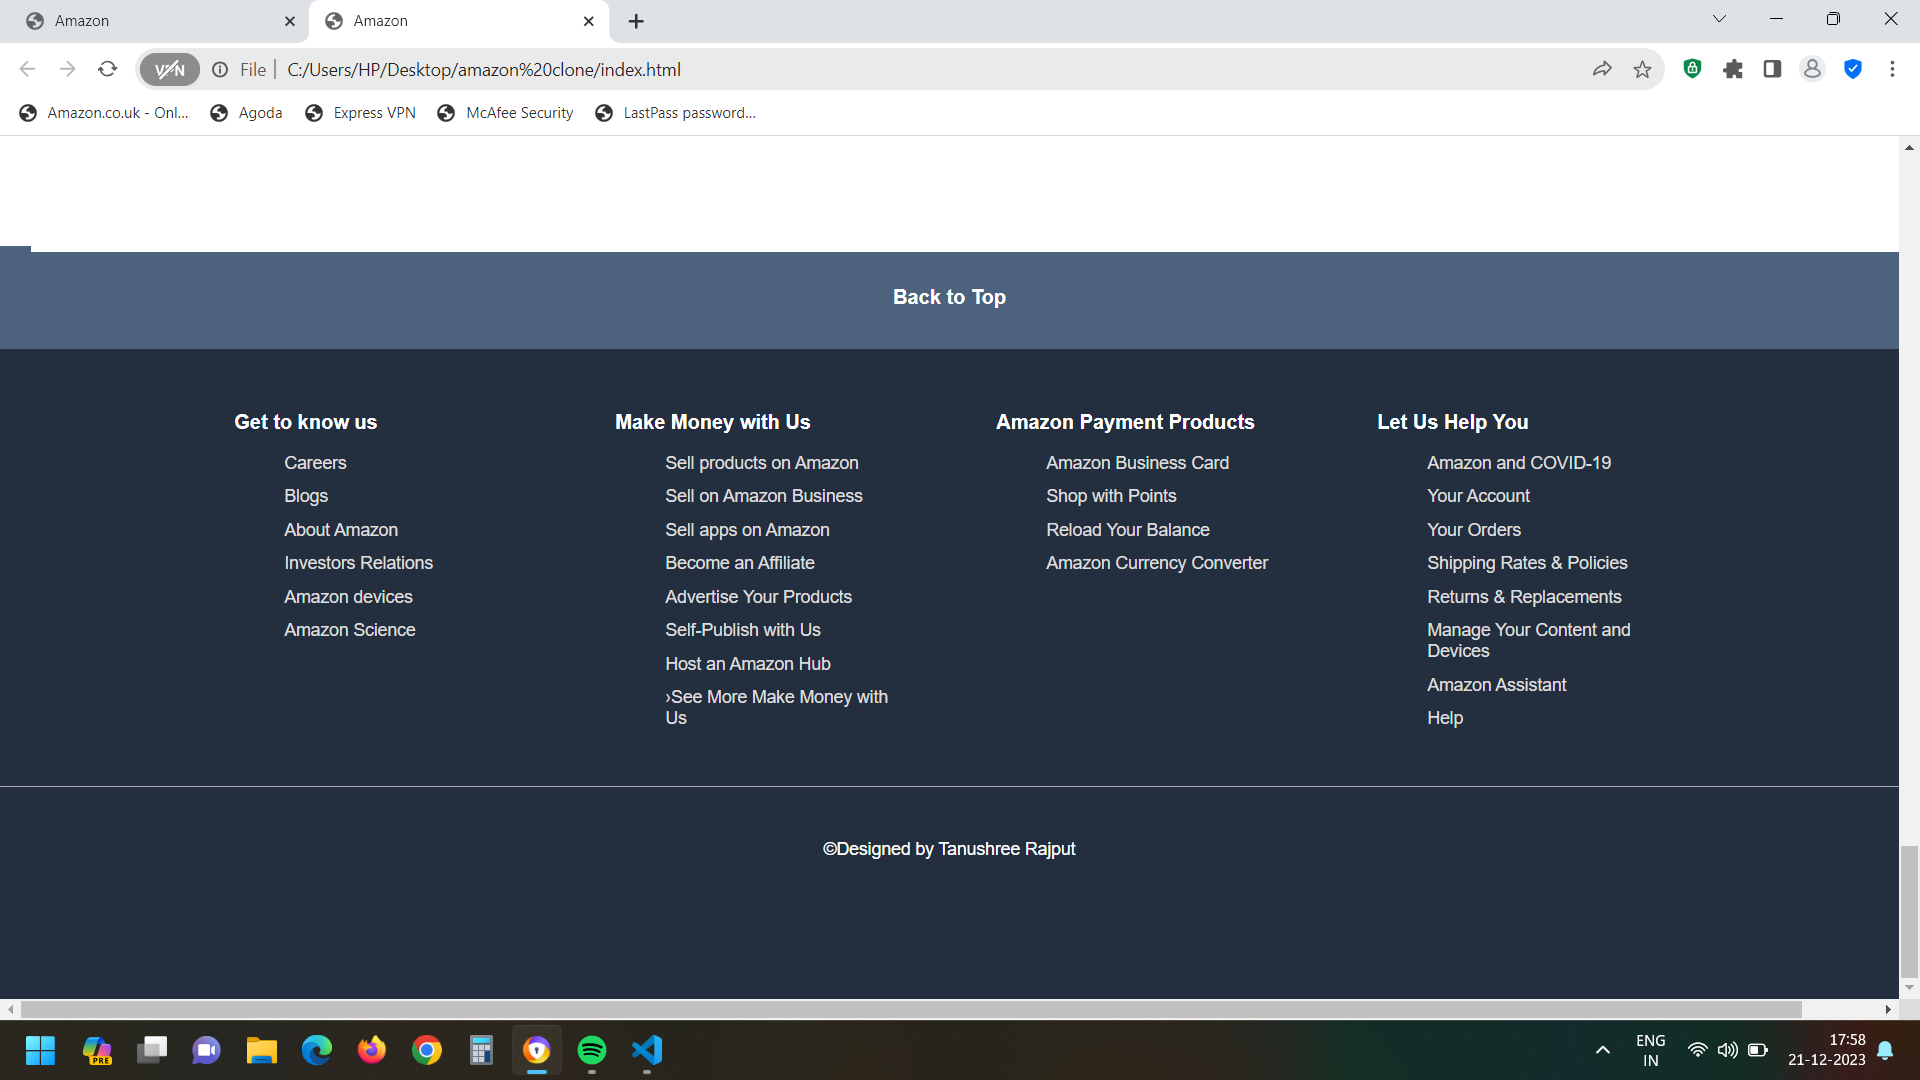 Amazon
Amazon
VPN
File
C:/Users/HP/Desktop/amazon%20clone/index.html
Amazon.co.uk - Onl...
Agoda
Express VPN
McAfee Security
LastPass password...
Back to Top
Get to know us
Careers
Blogs
About Amazon
Investors Relations
Amazon devices
Amazon Science
Make Money with Us
Sell products on Amazon
Sell on Amazon Business
Sell apps on Amazon
Become an Affiliate
Advertise Your Products
Self-Publish with Us
Host an Amazon Hub
›See More Make Money with
Us
Amazon Payment Products
Amazon Business Card
Shop with Points
Reload Your Balance
Amazon Currency Converter
Let Us Help You
Amazon and COVID-19
Your Account
Your Orders
Shipping Rates & Policies
Returns & Replacements
Manage Your Content and
Devices
Amazon Assistant
Help
©Designed by Tanushree Rajput
PRE
ENG
IN
17:58
21-12-2023